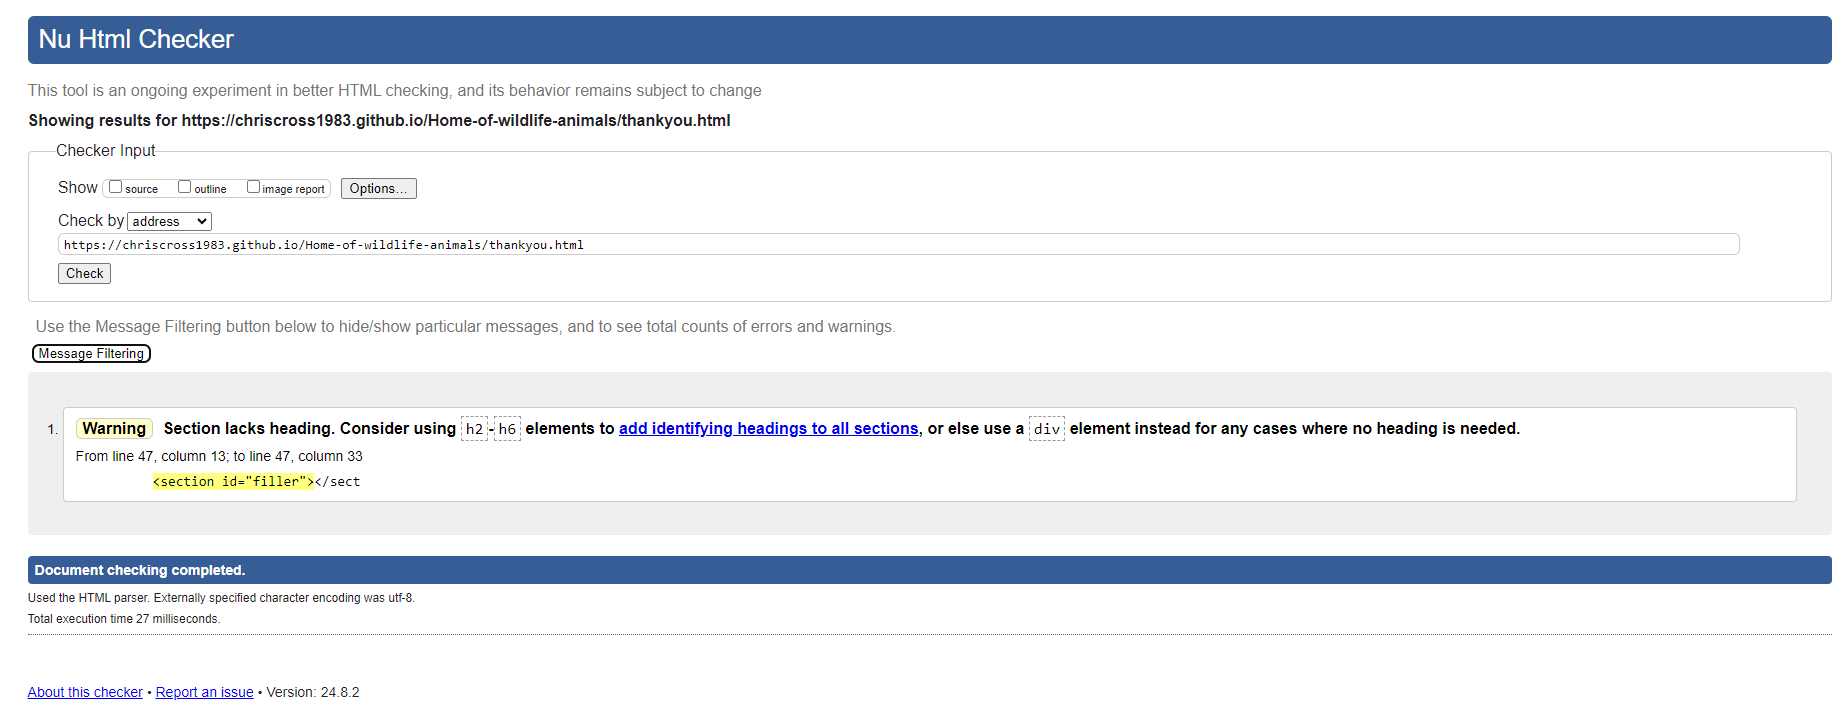 Nu Html Checker
This tool is an ongoing experiment in better HTML checking, and its behavior remains subject to change
Showing results for https://chriscross1983.github.io/Home-of-wildlife-animals/thankyou.html
Checker Input
Show source outline image report Options...
Check by address
https://chriscross1983.github.io/Home-of-wildlife-animals/thankyou.html
Check
Use the Message Filtering button below to hide/show particular messages, and to see total counts of errors and warnings.
Message Filtering
1. Warning Section lacks heading. Consider using h2-h6 elements to add identifying headings to all sections, or else use a div element instead for any cases where no heading is needed.
From line 47, column 13; to line 47, column 33
<section id="filler"></sect
Document checking completed.
Used the HTML parser. Externally specified character encoding was utf-8.
Total execution time 27 milliseconds.
About this checker • Report an issue • Version: 24.8.2